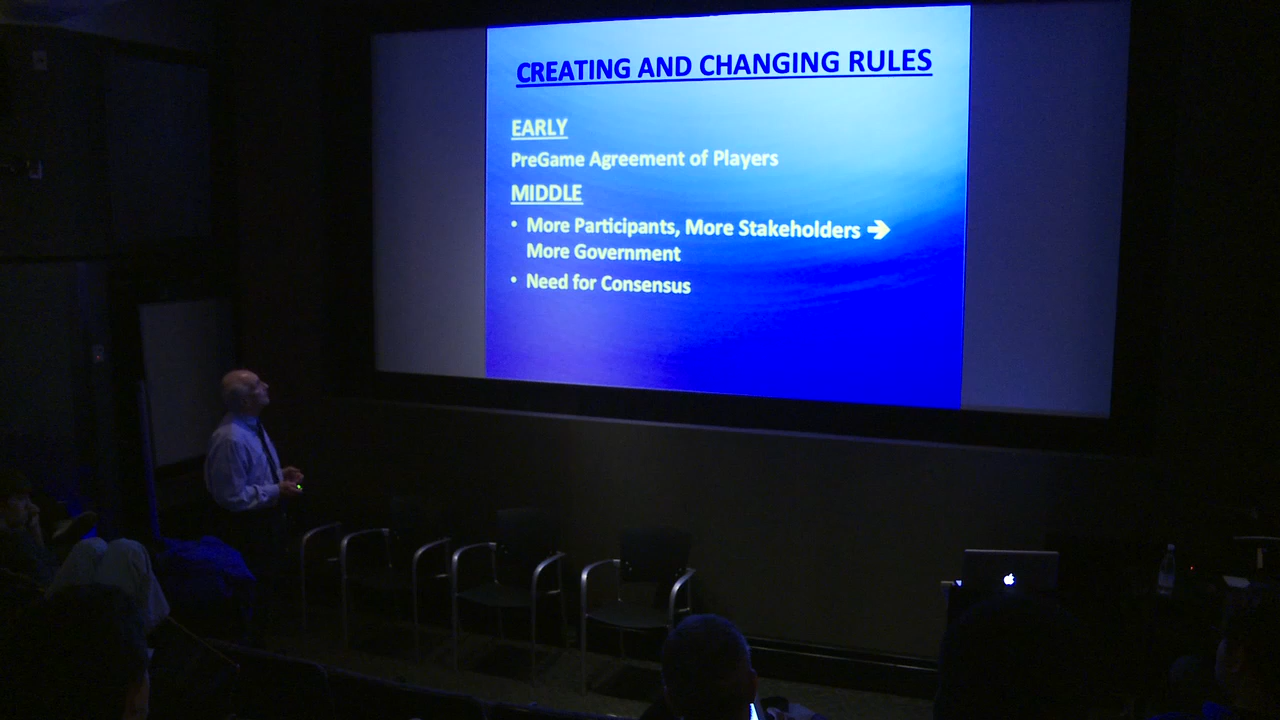 CREATING AND CHANGING RULES
EARLY
PreGame Agreement of Players
MIDDLE
• More Participants, More Stakeholders ➔
More Government
• Need for Consensus